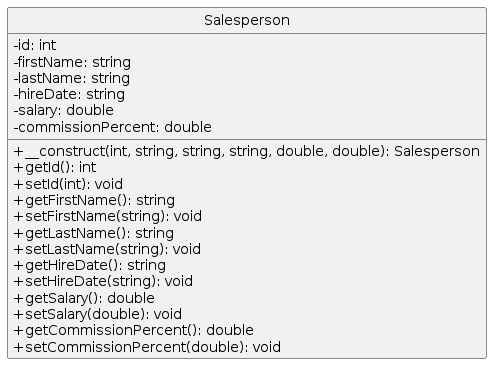 Salesperson
-id: int
-firstName: string
-lastName: string
-hireDate: string
-salary: double
-commissionPercent: double
+__construct(int, string, string, string, double, double): Salesperson
+getId(): int
+setId(int): void
+getFirstName(): string
+setFirstName(string): void
+getLastName(): string
+setLastName(string): void
+getHireDate(): string
+setHireDate(string): void
+getSalary(): double
+setSalary(double): void
+getCommissionPercent(): double
+setCommissionPercent(double): void